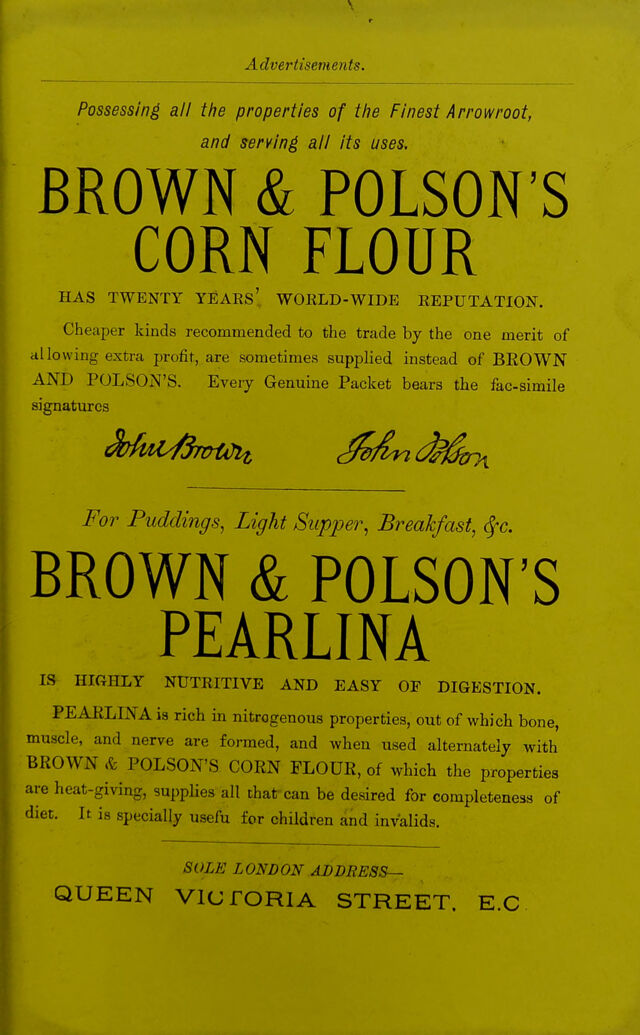 Advertisements.
Possessing all the properties of the Finest Arrowroot,
and serving all its uses.
BROWN & POLSON'S
CORN FLOUR
HAS TWENTY YEARS' WORLD-WIDE REPUTATION.
Cheaper kinds recommended to the trade by the one merit of
allowing extra profit, are sometimes supplied instead of BROWN
AND POLSON'S. Every Genuine Packet bears the fac-simile
signatures
John Brown John Polson
For Puddings, Light Supper, Breakfast, &c.
BROWN & POLSON'S
PEARLINA
IS HIGHLY NUTRITIVE AND EASY OF DIGESTION.
PEARLINA is rich in nitrogenous properties, out of which bone,
muscle, and nerve are formed, and when used alternately with
BROWN & POLSON'S CORN FLOUR, of which the properties
are heat-giving, supplies all that can be desired for completeness of
diet. It is specially usefu for children and invalids.
SOLE LONDON ADDRESS—
QUEEN VICTORIA STREET. E.C